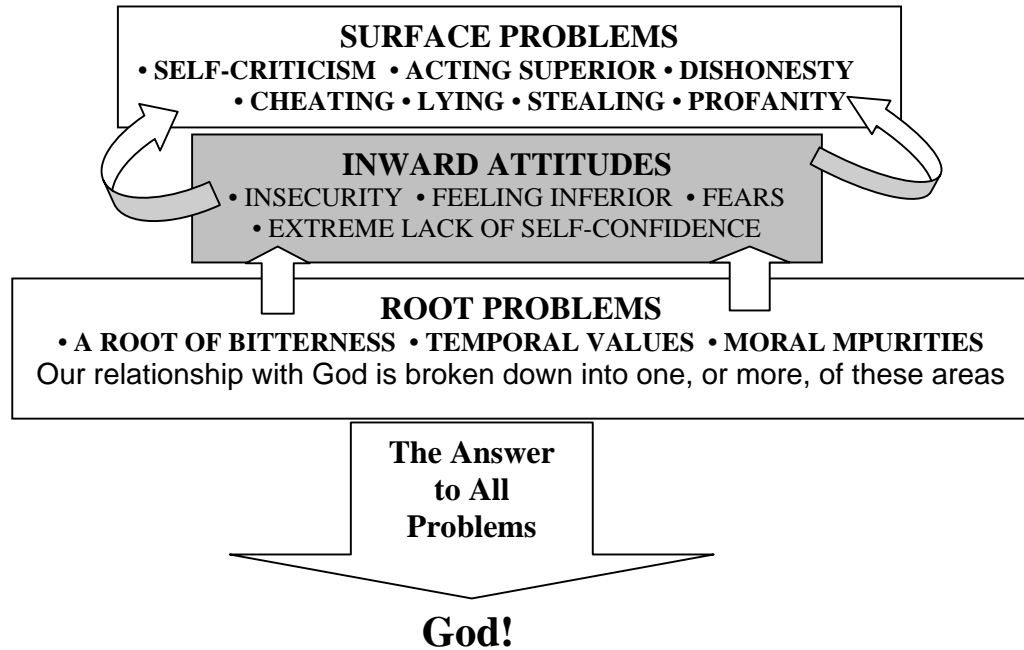 SURFACE PROBLEMS
• SELF-CRITICISM • ACTING SUPERIOR • DISHONESTY
• CHEATING • LYING • STEALING • PROFANITY
INWARD ATTITUDES
• INSECURITY • FEELING INFERIOR • FEARS
• EXTREME LACK OF SELF-CONFIDENCE
ROOT PROBLEMS
• A ROOT OF BITTERNESS • TEMPORAL VALUES • MORAL MPURITIES
Our relationship with God is broken down into one, or more, of these areas
The Answer
to All
Problems
God!